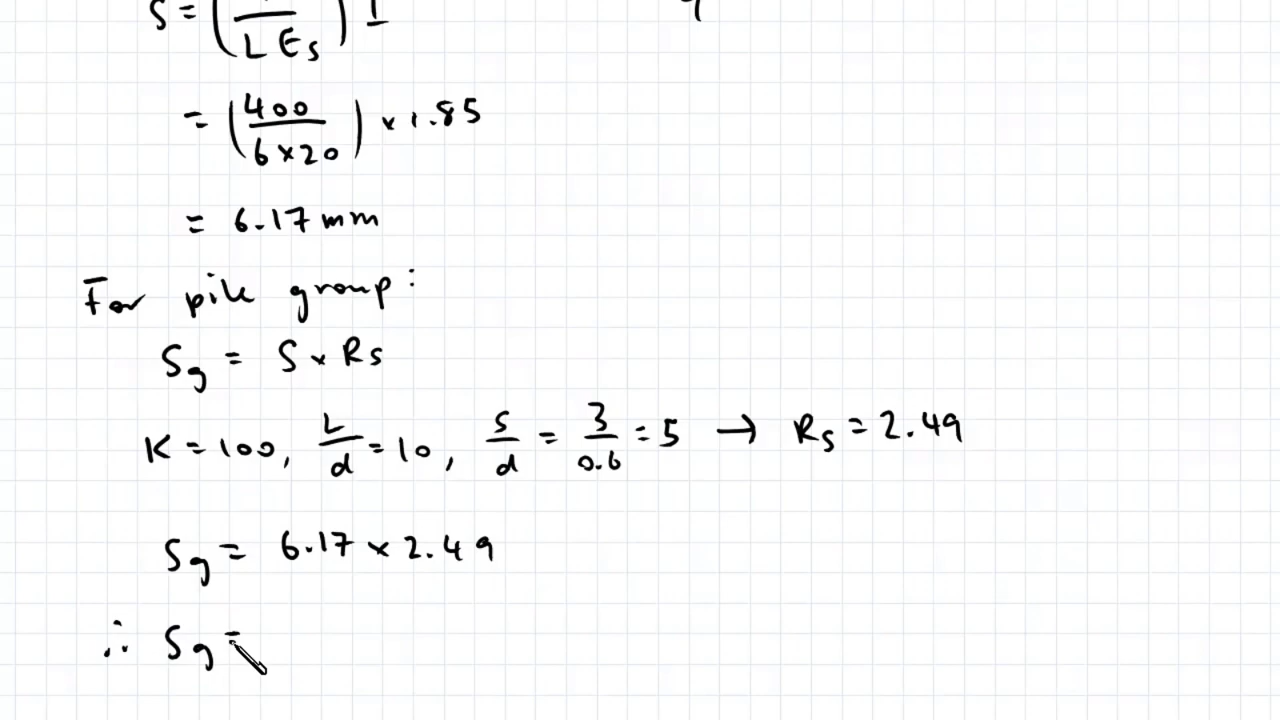 S = ( / L Es ) I
= (400 / 6 × 20) × 1.85
= 6.17 mm
For pile group:
Sg = S × Rs
K = 100, L/d = 10, s/d = 3/0.6 = 5 → Rs = 2.49
Sg = 6.17 × 2.49
∴ Sg =